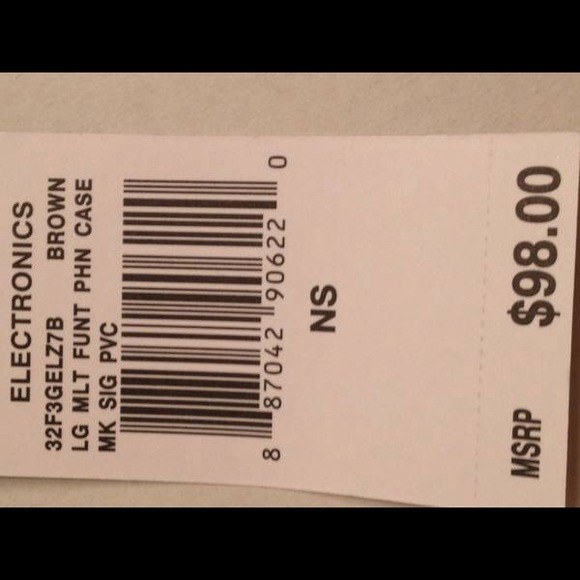 ELECTRONICS
32F3GELZ7B BROWN
LG MLT FUNT PHN CASE
MK SIG PVC
8 87042 90622 0
NS
MSRP $98.00